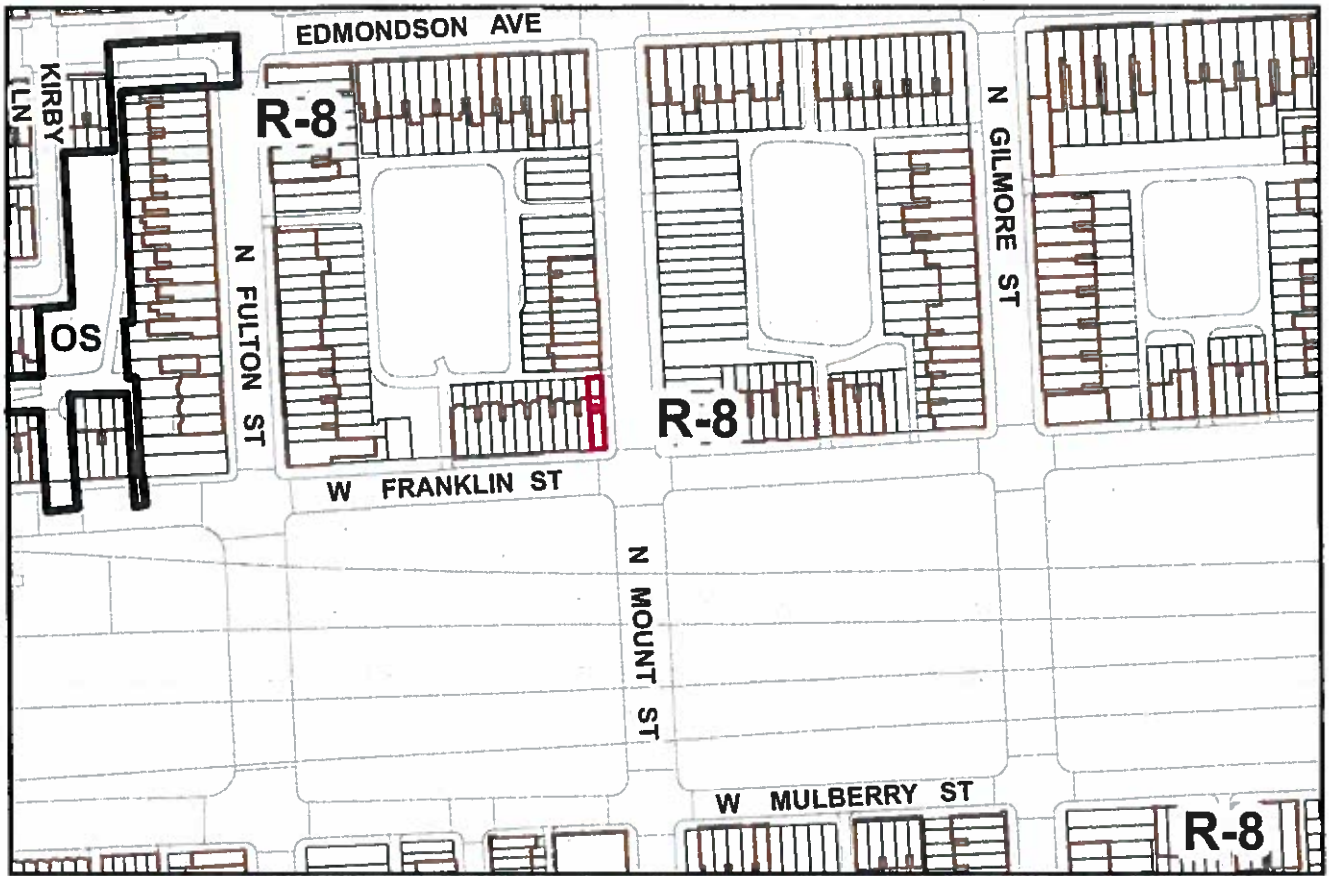 EDMONDSON AVE
KIRBY
LN
R-8
N GILMORE ST
N FULTON ST
OS
R-8
W FRANKLIN ST
N MOUNT ST
W MULBERRY ST
R-8